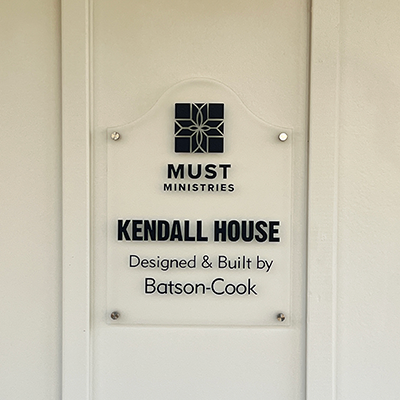 MUST
MINISTRIES
KENDALL HOUSE
Designed & Built by
Batson-Cook